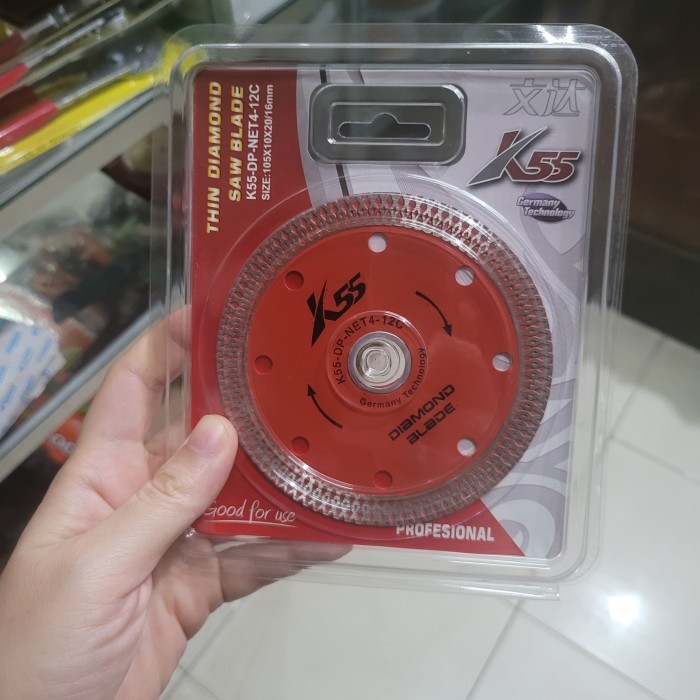 THIN DIAMOND
SAW BLADE
K55-DP-NET4-12C
SIZE:105X10X20/16mm
文达
K55
Germany
Technology
K55
K55-DP-NET4-12C
Germany Technology
DIAMOND
BLADE
Good for use
PROFESIONAL